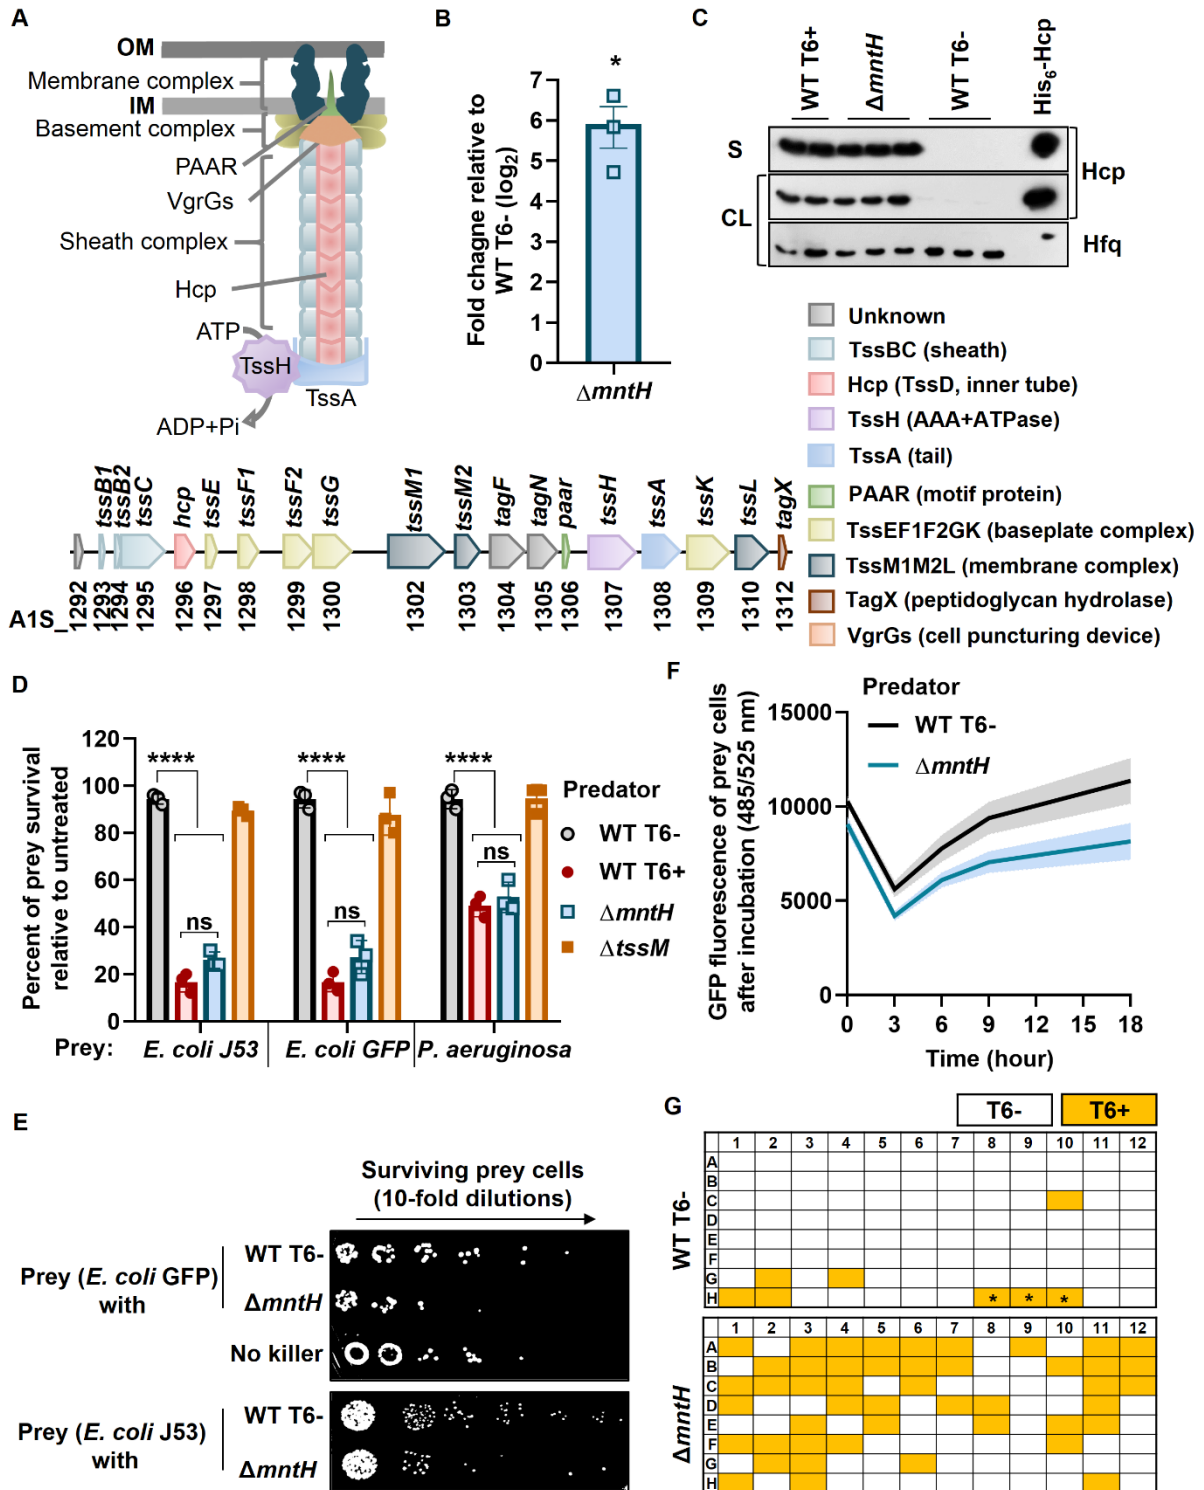 A
OM
Membrane complex
IM
Basement complex
PAAR
VgrGs
Sheath complex
Hcp
ATP
TssH
TssA
ADP+Pi
B
Fold chagne relative to
WT T6- (log2)
7
6
5
4
3
2
1
0
*
ΔmntH
C
WT T6+
ΔmntH
WT T6-
His6-Hcp
S
CL
Hcp
Hfq
Unknown
TssBC (sheath)
Hcp (TssD, inner tube)
TssH (AAA+ATPase)
TssA (tail)
PAAR (motif protein)
TssEF1F2GK (baseplate complex)
TssM1M2L (membrane complex)
TagX (peptidoglycan hydrolase)
VgrGs (cell puncturing device)
tssB1 tssB2 tssC hcp tssE tssF1 tssF2 tssG tssM1 tssM2 tagF tagN paar tssH tssA tssK tssL tagX
A1S_ 1292 1293 1294 1295 1296 1297 1298 1299 1300 1302 1303 1304 1305 1306 1307 1308 1309 1310 1312
D
Percent of prey survival
relative to untreated
120
100
80
60
40
20
0
**** **** ****
ns ns ns
Predator
WT T6-
WT T6+
ΔmntH
ΔtssM
Prey: E. coli J53 E. coli GFP P. aeruginosa
F
Predator
WT T6-
ΔmntH
GFP fluorescence of prey cells
after incubation (485/525 nm)
15000
10000
5000
0
0 3 6 9 12 15 18
Time (hour)
E
Surviving prey cells
(10-fold dilutions)
Prey (E. coli GFP)
with
WT T6-
ΔmntH
No killer
Prey (E. coli J53)
with
WT T6-
ΔmntH
G
T6- T6+
WT T6-
1 2 3 4 5 6 7 8 9 10 11 12
A
B
C
D
E
F
G
H * * *
ΔmntH
1 2 3 4 5 6 7 8 9 10 11 12
A
B
C
D
E
F
G
H